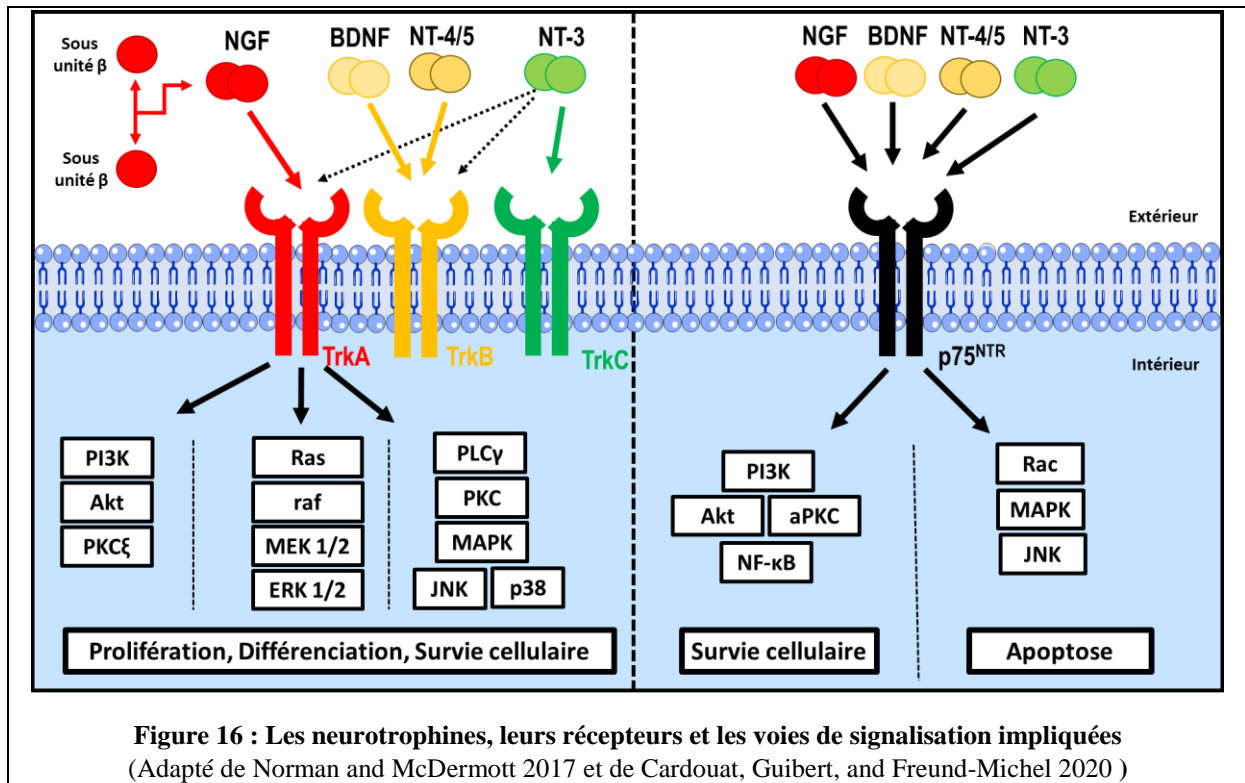 NGF
BDNF
NT-4/5
NT-3
Sous
unité β
Sous
unité β
TrkA
TrkB
TrkC
PI3K
Akt
PKCξ
Ras
raf
MEK 1/2
ERK 1/2
PLCγ
PKC
MAPK
JNK
p38
Prolifération, Différenciation, Survie cellulaire
NGF
BDNF
NT-4/5
NT-3
Extérieur
p75NTR
Intérieur
PI3K
Akt
aPKC
NF-κB
Rac
MAPK
JNK
Survie cellulaire
Apoptose
Figure 16 : Les neurotrophines, leurs récepteurs et les voies de signalisation impliquées
(Adapté de Norman and McDermott 2017 et de Cardouat, Guibert, and Freund-Michel 2020 )